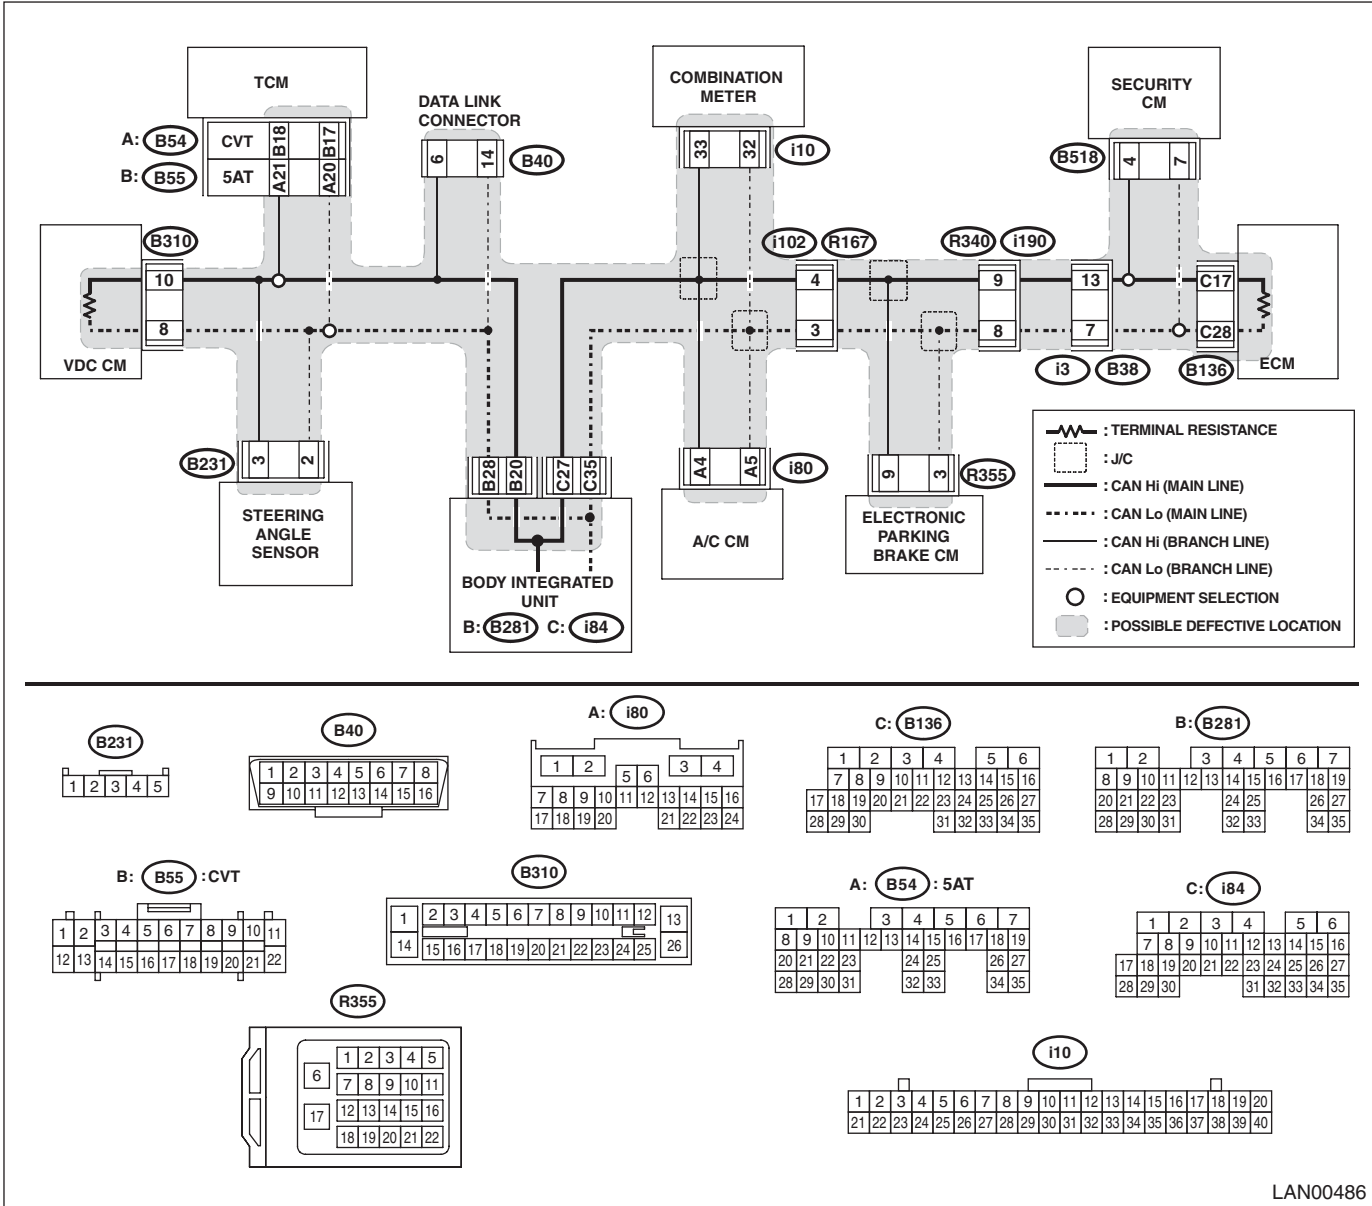 TCM
A: B54
CVT B18 B17
B: B55
5AT A21 A20
DATA LINK
CONNECTOR
6 14
B40
COMBINATION
METER
33 32
i10
SECURITY
CM
B518
4 7
B310
10
8
VDC CM
i102 R167
4
3
R340 i190
9
8
13
7
i3 B38
C17
C28
B136
ECM
B231
3 2
STEERING
ANGLE
SENSOR
B28 B20 C27 C35
BODY INTEGRATED
UNIT
B: B281 C: i84
A4 A5
i80
A/C CM
9 3
R355
ELECTRONIC
PARKING
BRAKE CM
: TERMINAL RESISTANCE
: J/C
: CAN Hi (MAIN LINE)
: CAN Lo (MAIN LINE)
: CAN Hi (BRANCH LINE)
: CAN Lo (BRANCH LINE)
: EQUIPMENT SELECTION
: POSSIBLE DEFECTIVE LOCATION
B231
1 2 3 4 5
B40
1 2 3 4 5 6 7 8
9 10 11 12 13 14 15 16
A: i80
1 2 5 6 3 4
7 8 9 10 11 12 13 14 15 16
17 18 19 20 21 22 23 24
C: B136
1 2 3 4 5 6
7 8 9 10 11 12 13 14 15 16
17 18 19 20 21 22 23 24 25 26 27
28 29 30 31 32 33 34 35
B: B281
1 2 3 4 5 6 7
8 9 10 11 12 13 14 15 16 17 18 19
20 21 22 23 24 25 26 27
28 29 30 31 32 33 34 35
B: B55 : CVT
1 2 3 4 5 6 7 8 9 10 11
12 13 14 15 16 17 18 19 20 21 22
B310
1 2 3 4 5 6 7 8 9 10 11 12 13
14 15 16 17 18 19 20 21 22 23 24 25 26
A: B54 : 5AT
1 2 3 4 5 6 7
8 9 10 11 12 13 14 15 16 17 18 19
20 21 22 23 24 25 26 27
28 29 30 31 32 33 34 35
C: i84
1 2 3 4 5 6
7 8 9 10 11 12 13 14 15 16
17 18 19 20 21 22 23 24 25 26 27
28 29 30 31 32 33 34 35
R355
1 2 3 4 5
6
7 8 9 10 11
12 13 14 15 16
17
18 19 20 21 22
i10
1 2 3 4 5 6 7 8 9 10 11 12 13 14 15 16 17 18 19 20
21 22 23 24 25 26 27 28 29 30 31 32 33 34 35 36 37 38 39 40
LAN00486